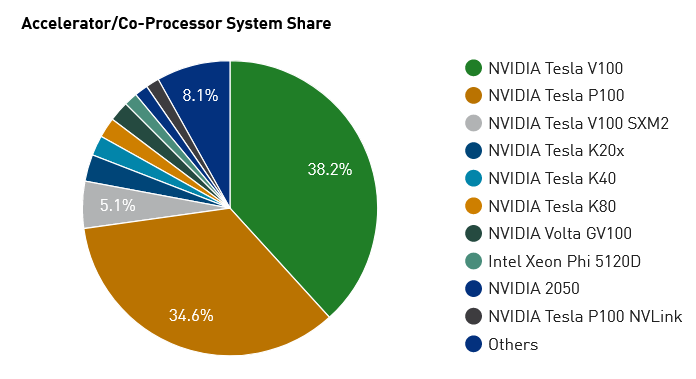 Accelerator/Co-Processor System Share
8.1%
38.2%
5.1%
34.6%
NVIDIA Tesla V100
NVIDIA Tesla P100
NVIDIA Tesla V100 SXM2
NVIDIA Tesla K20x
NVIDIA Tesla K40
NVIDIA Tesla K80
NVIDIA Volta GV100
Intel Xeon Phi 5120D
NVIDIA 2050
NVIDIA Tesla P100 NVLink
Others